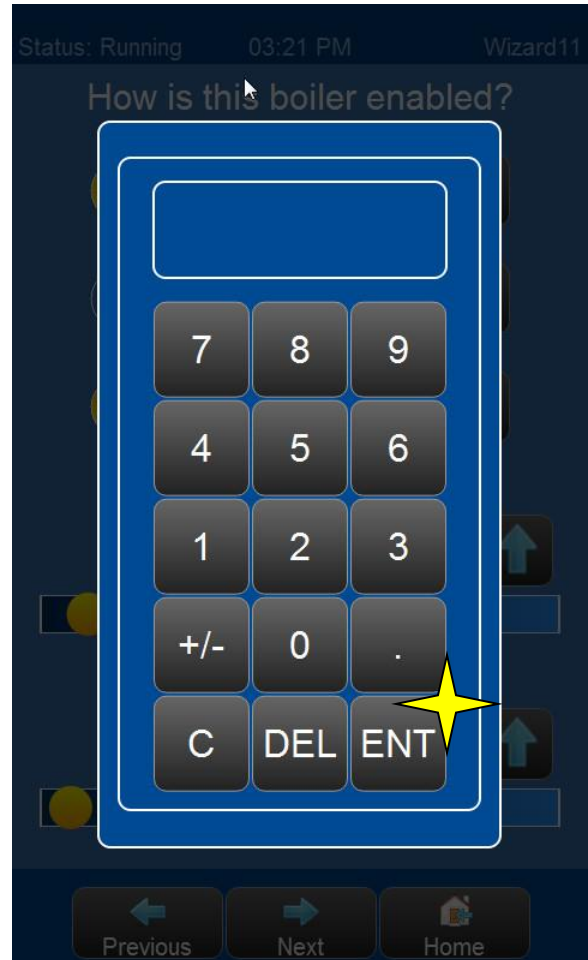 Status: Running 03:21 PM Wizard11
How is this boiler enabled?
7 8 9
4 5 6
1 2 3
+/- 0 .
C DEL ENT
Previous Next Home